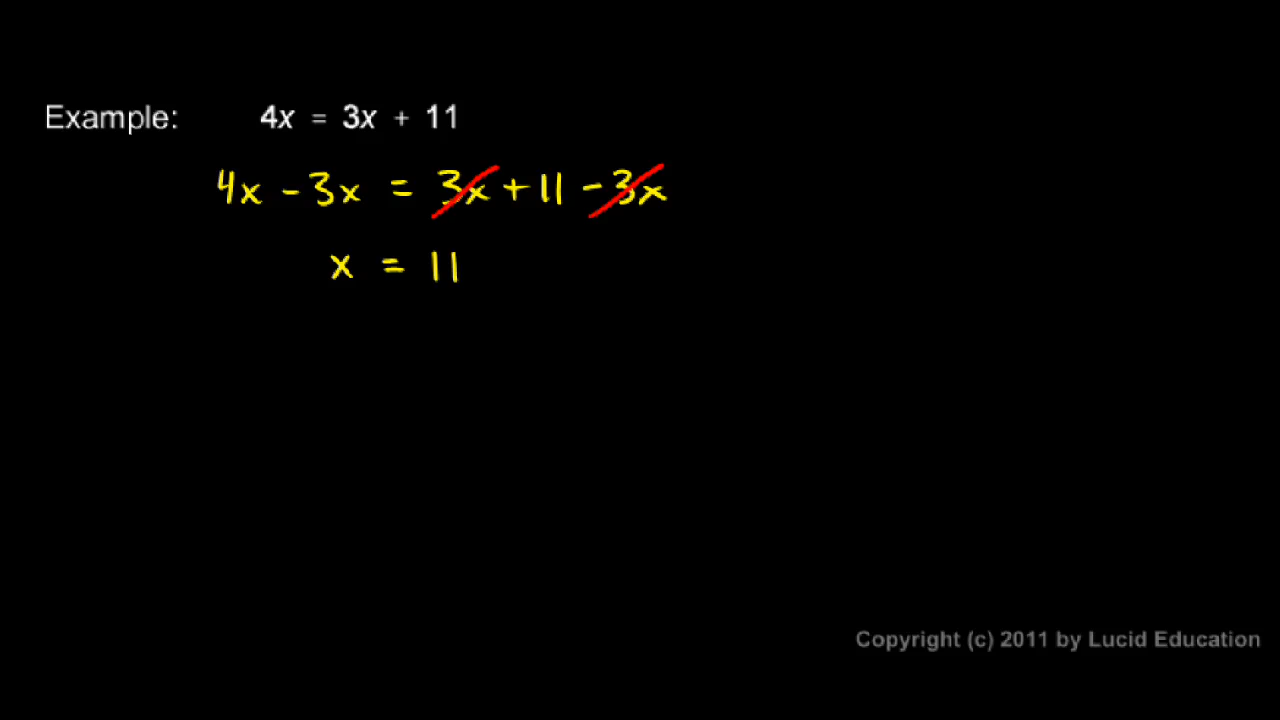 Example: 4x = 3x + 11
4x - 3x = 3x + 11 - 3x
x = 11
Copyright (c) 2011 by Lucid Education